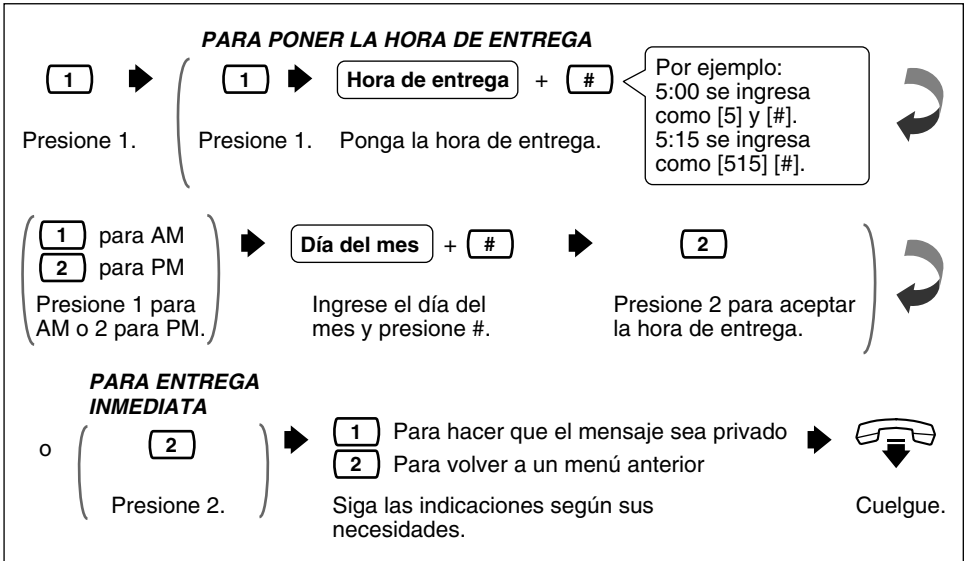 PARA PONER LA HORA DE ENTREGA
1 1 Hora de entrega + #
Presione 1. Presione 1. Ponga la hora de entrega.
Por ejemplo:
5:00 se ingresa
como [5] y [#].
5:15 se ingresa
como [515] [#].
1 para AM
2 para PM
Presione 1 para
AM o 2 para PM.
Día del mes + #
Ingrese el día del
mes y presione #.
2
Presione 2 para aceptar
la hora de entrega.
PARA ENTREGA
INMEDIATA
o 2
Presione 2.
1 Para hacer que el mensaje sea privado
2 Para volver a un menú anterior
Siga las indicaciones según sus
necesidades.
Cuelgue.